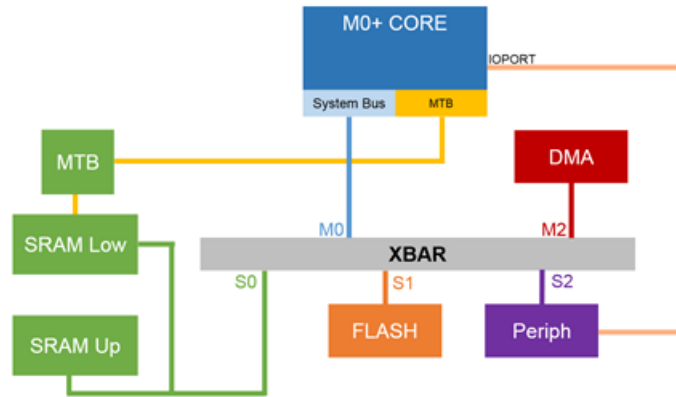 M0+ CORE
IOPORT
System Bus
MTB
MTB
DMA
SRAM Low
M0
M2
XBAR
S0
S1
S2
SRAM Up
FLASH
Periph